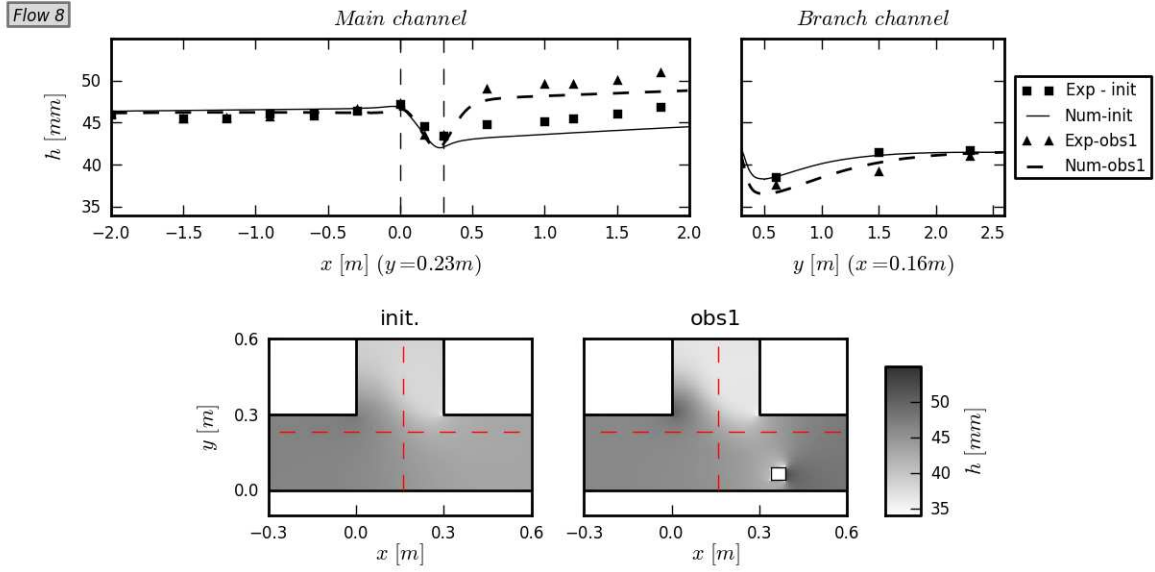 Flow 8
Main channel
Branch channel
50
45
40
35
h [mm]
−2.0 −1.5 −1.0 −0.5 0.0 0.5 1.0 1.5 2.0
x [m] (y=0.23m)
0.5 1.0 1.5 2.0 2.5
y [m] (x=0.16m)
Exp - init
Num-init
Exp-obs1
Num-obs1
init.
obs1
0.6
0.3
0.0
y [m]
−0.3 0.0 0.3 0.6
x [m]
−0.3 0.0 0.3 0.6
x [m]
50
45
40
35
h [mm]